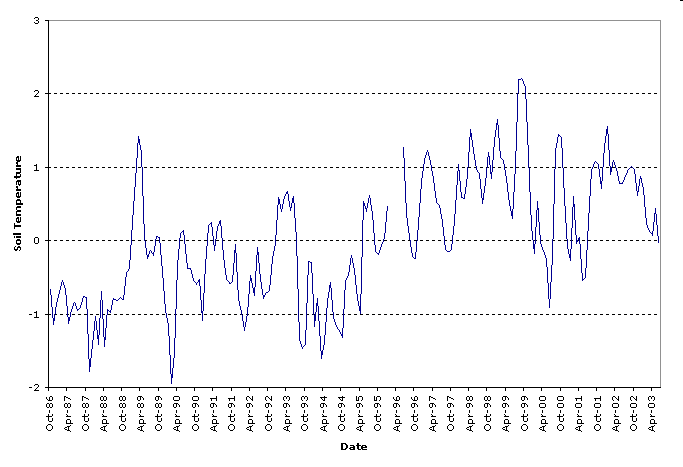 3
2
1
0
-1
-2
Soil Temperature
Oct-86
Apr-87
Oct-87
Apr-88
Oct-88
Apr-89
Oct-89
Apr-90
Oct-90
Apr-91
Oct-91
Apr-92
Oct-92
Apr-93
Oct-93
Apr-94
Oct-94
Apr-95
Oct-95
Apr-96
Oct-96
Apr-97
Oct-97
Apr-98
Oct-98
Apr-99
Oct-99
Apr-00
Oct-00
Apr-01
Oct-01
Apr-02
Oct-02
Apr-03
Date